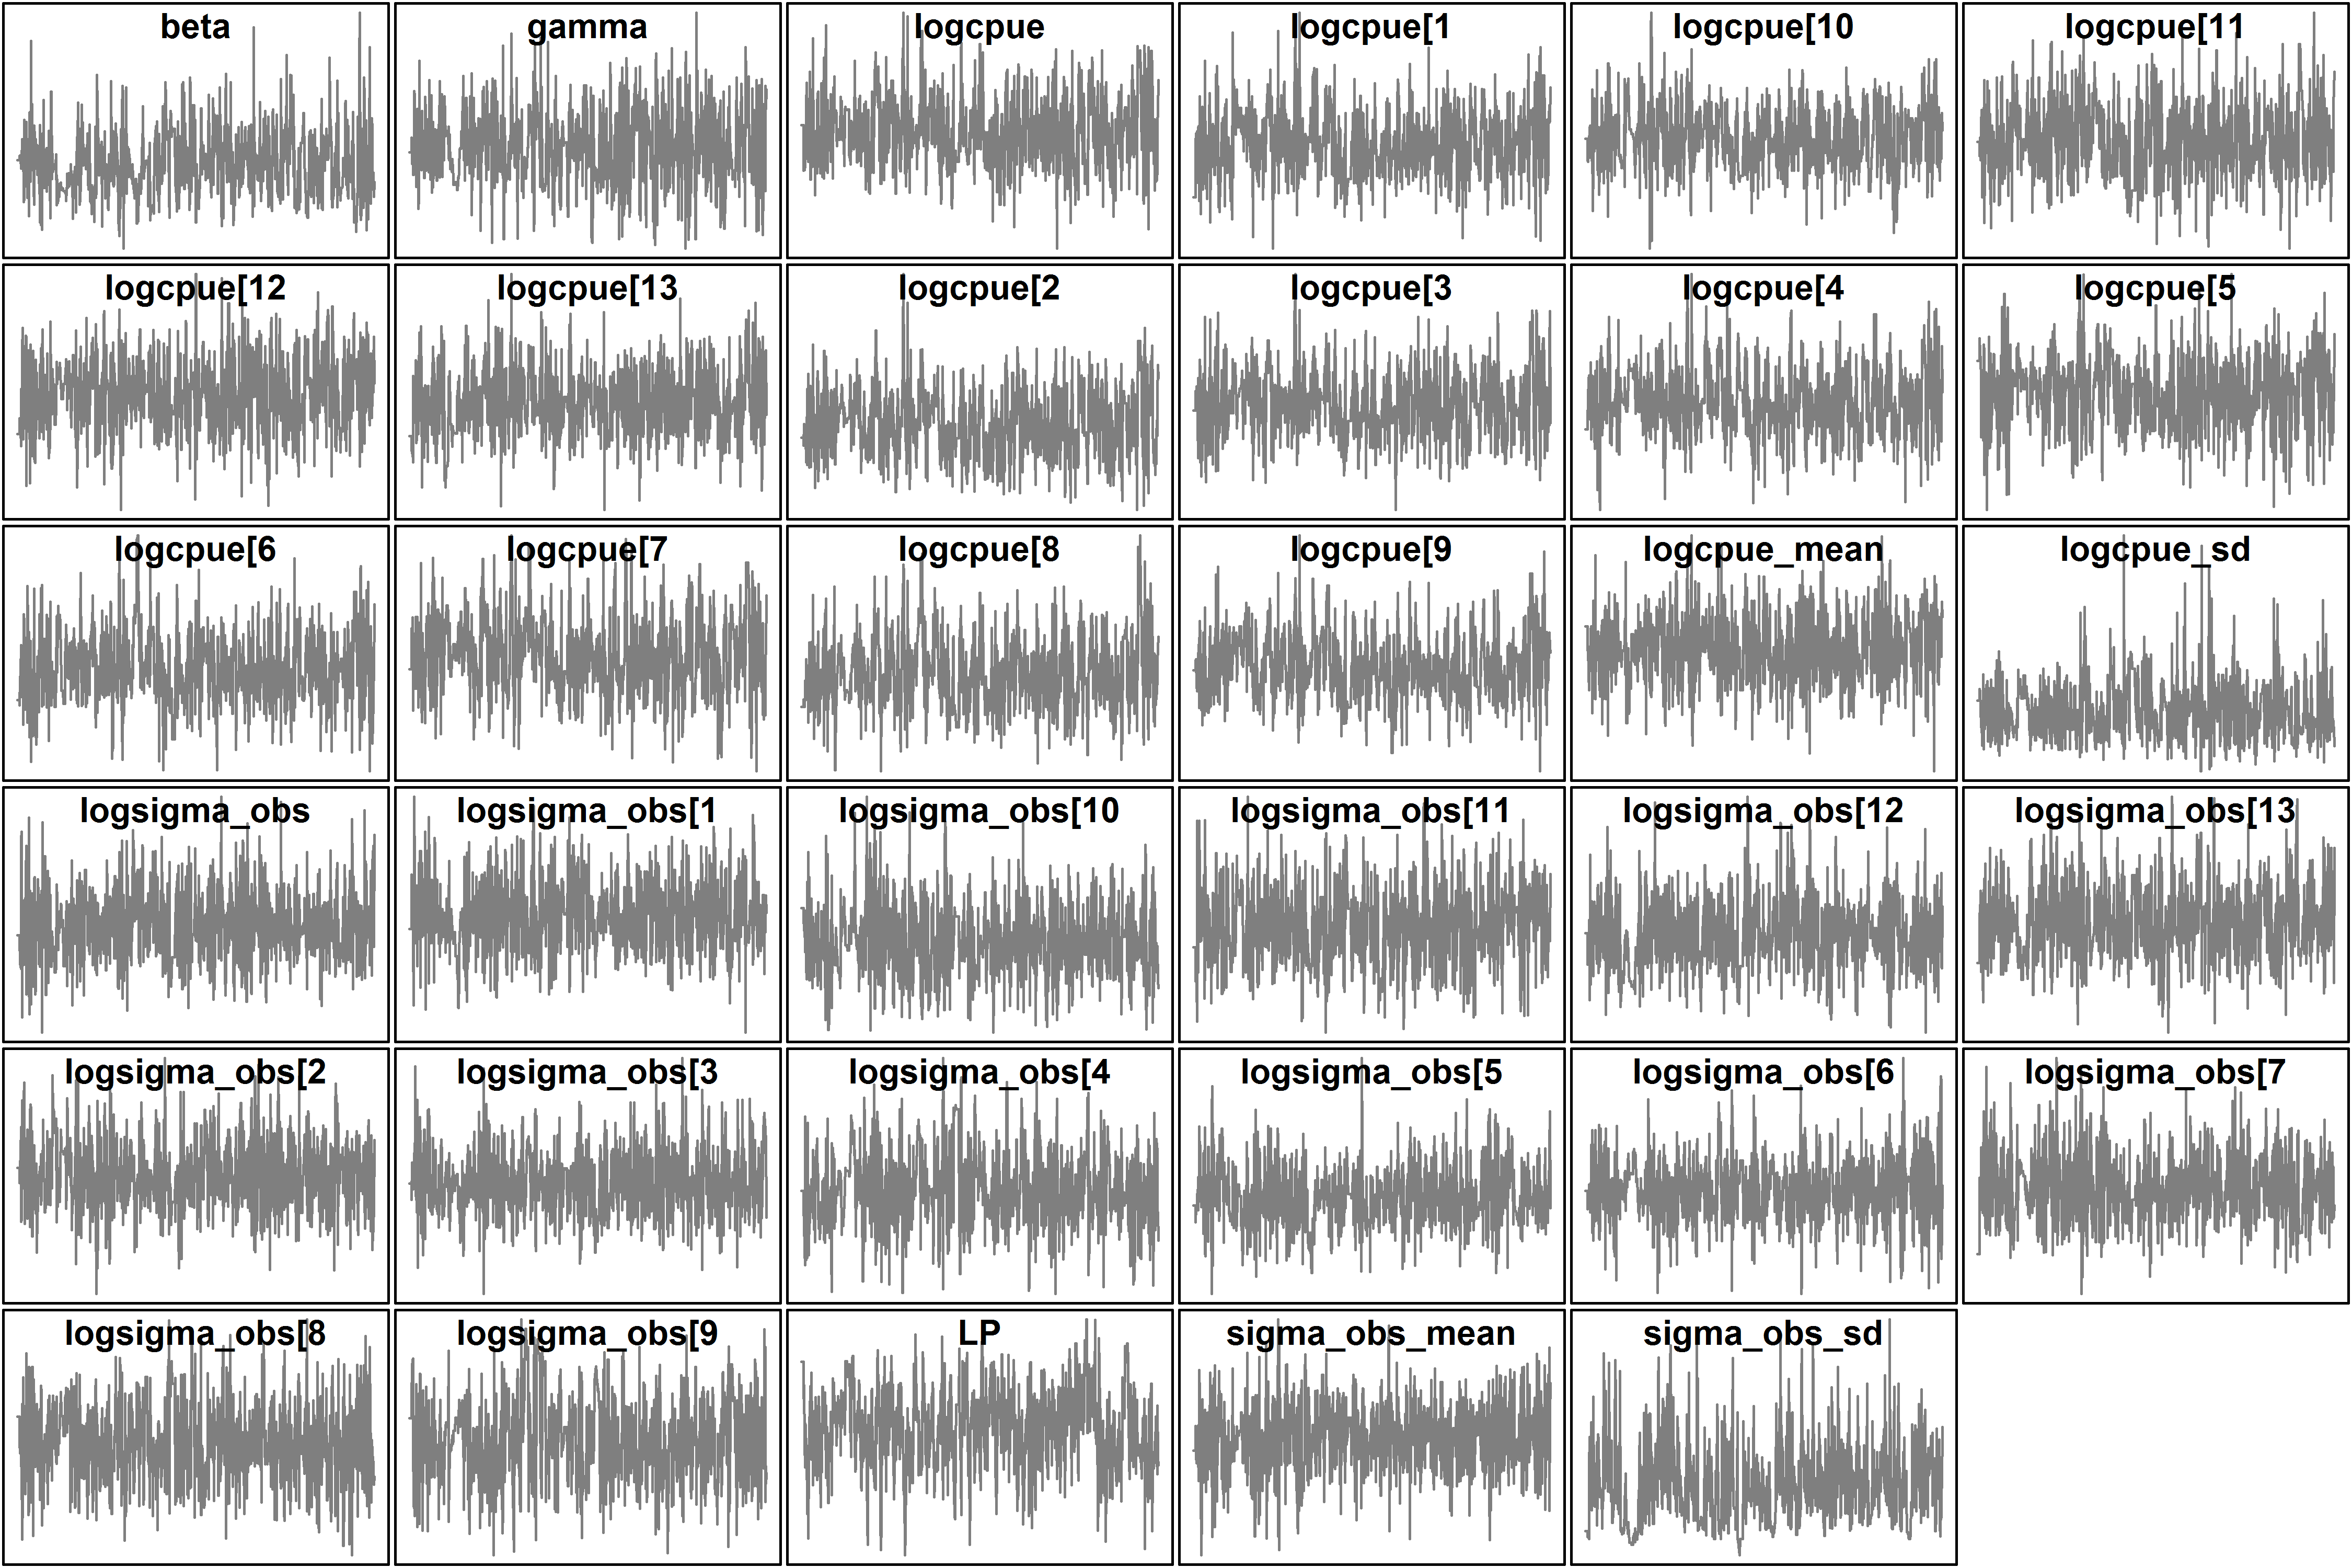 beta
gamma
logcpue
logcpue[1
logcpue[10
logcpue[11
logcpue[12
logcpue[13
logcpue[2
logcpue[3
logcpue[4
logcpue[5
logcpue[6
logcpue[7
logcpue[8
logcpue[9
logcpue_mean
logcpue_sd
logsigma_obs
logsigma_obs[1
logsigma_obs[10
logsigma_obs[11
logsigma_obs[12
logsigma_obs[13
logsigma_obs[2
logsigma_obs[3
logsigma_obs[4
logsigma_obs[5
logsigma_obs[6
logsigma_obs[7
logsigma_obs[8
logsigma_obs[9
LP
sigma_obs_mean
sigma_obs_sd